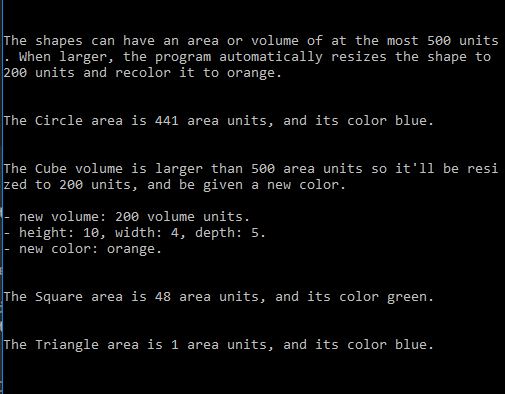 The shapes can have an area or volume of at the most 500 units
. When larger, the program automatically resizes the shape to
200 units and recolor it to orange.
The Circle area is 441 area units, and its color blue.
The Cube volume is larger than 500 area units so it'll be resi
zed to 200 units, and be given a new color.
- new volume: 200 volume units.
- height: 10, width: 4, depth: 5.
- new color: orange.
The Square area is 48 area units, and its color green.
The Triangle area is 1 area units, and its color blue.